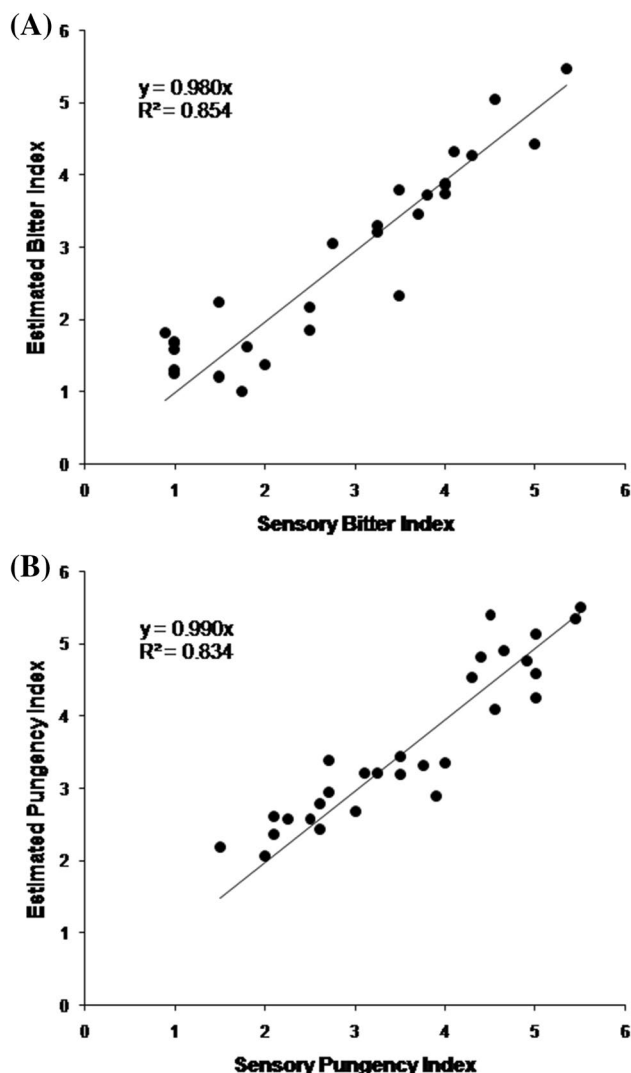 (A)
6
5
4
3
2
1
0
Estimated Bitter Index
y = 0.980x
R² = 0.854
0 1 2 3 4 5 6
Sensory Bitter Index
(B)
6
5
4
3
2
1
0
Estimated Pungency Index
y = 0.990x
R² = 0.834
0 1 2 3 4 5 6
Sensory Pungency Index